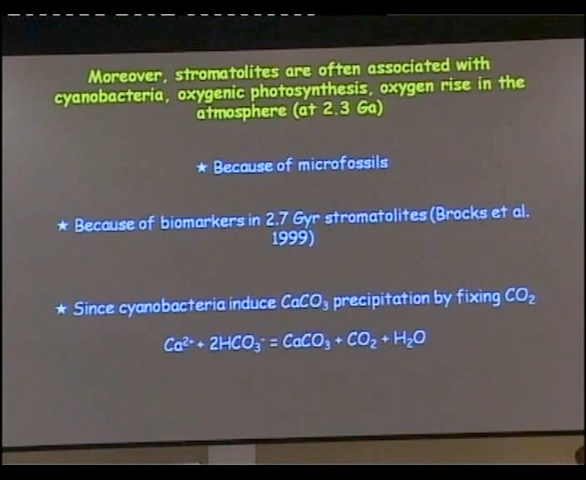 Moreover, stromatolites are often associated with
cyanobacteria, oxygenic photosynthesis, oxygen rise in the
atmosphere (at 2.3 Ga)
★ Because of microfossils
★ Because of biomarkers in 2.7 Gyr stromatolites (Brocks et al.
1999)
★ Since cyanobacteria induce CaCO₃ precipitation by fixing CO₂
Ca²⁺ + 2HCO₃⁻ = CaCO₃ + CO₂ + H₂O